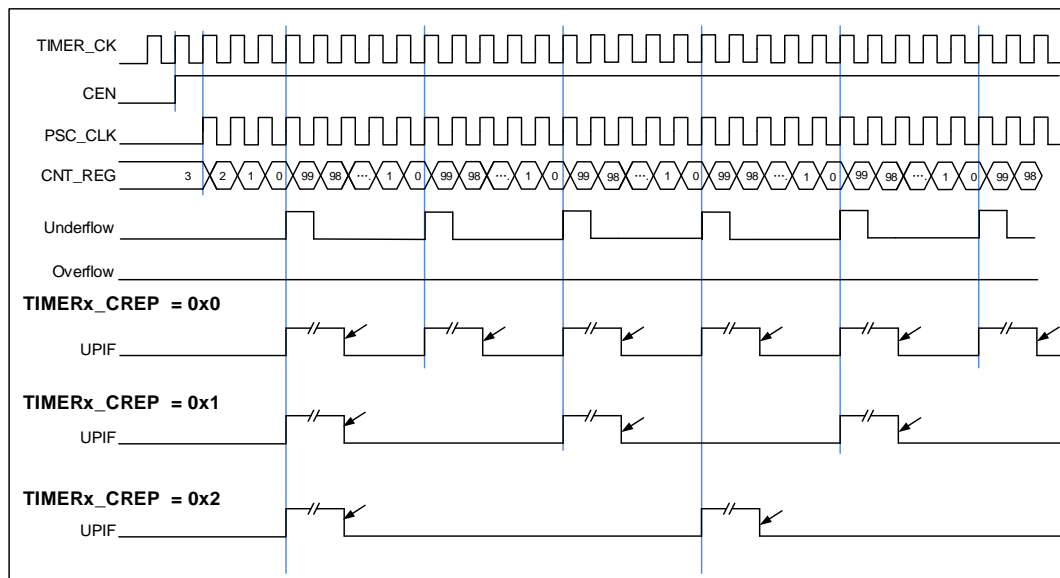 TIMER_CK
CEN
PSC_CLK
CNT_REG 3 2 1 0 99 98 .... 1 0 99 98 .... 1 0 99 98 .... 1 0 99 98 .... 1 0 99 98 .... 1 0 99 98
Underflow
Overflow
TIMERx_CREP = 0x0
UPIF
TIMERx_CREP = 0x1
UPIF
TIMERx_CREP = 0x2
UPIF